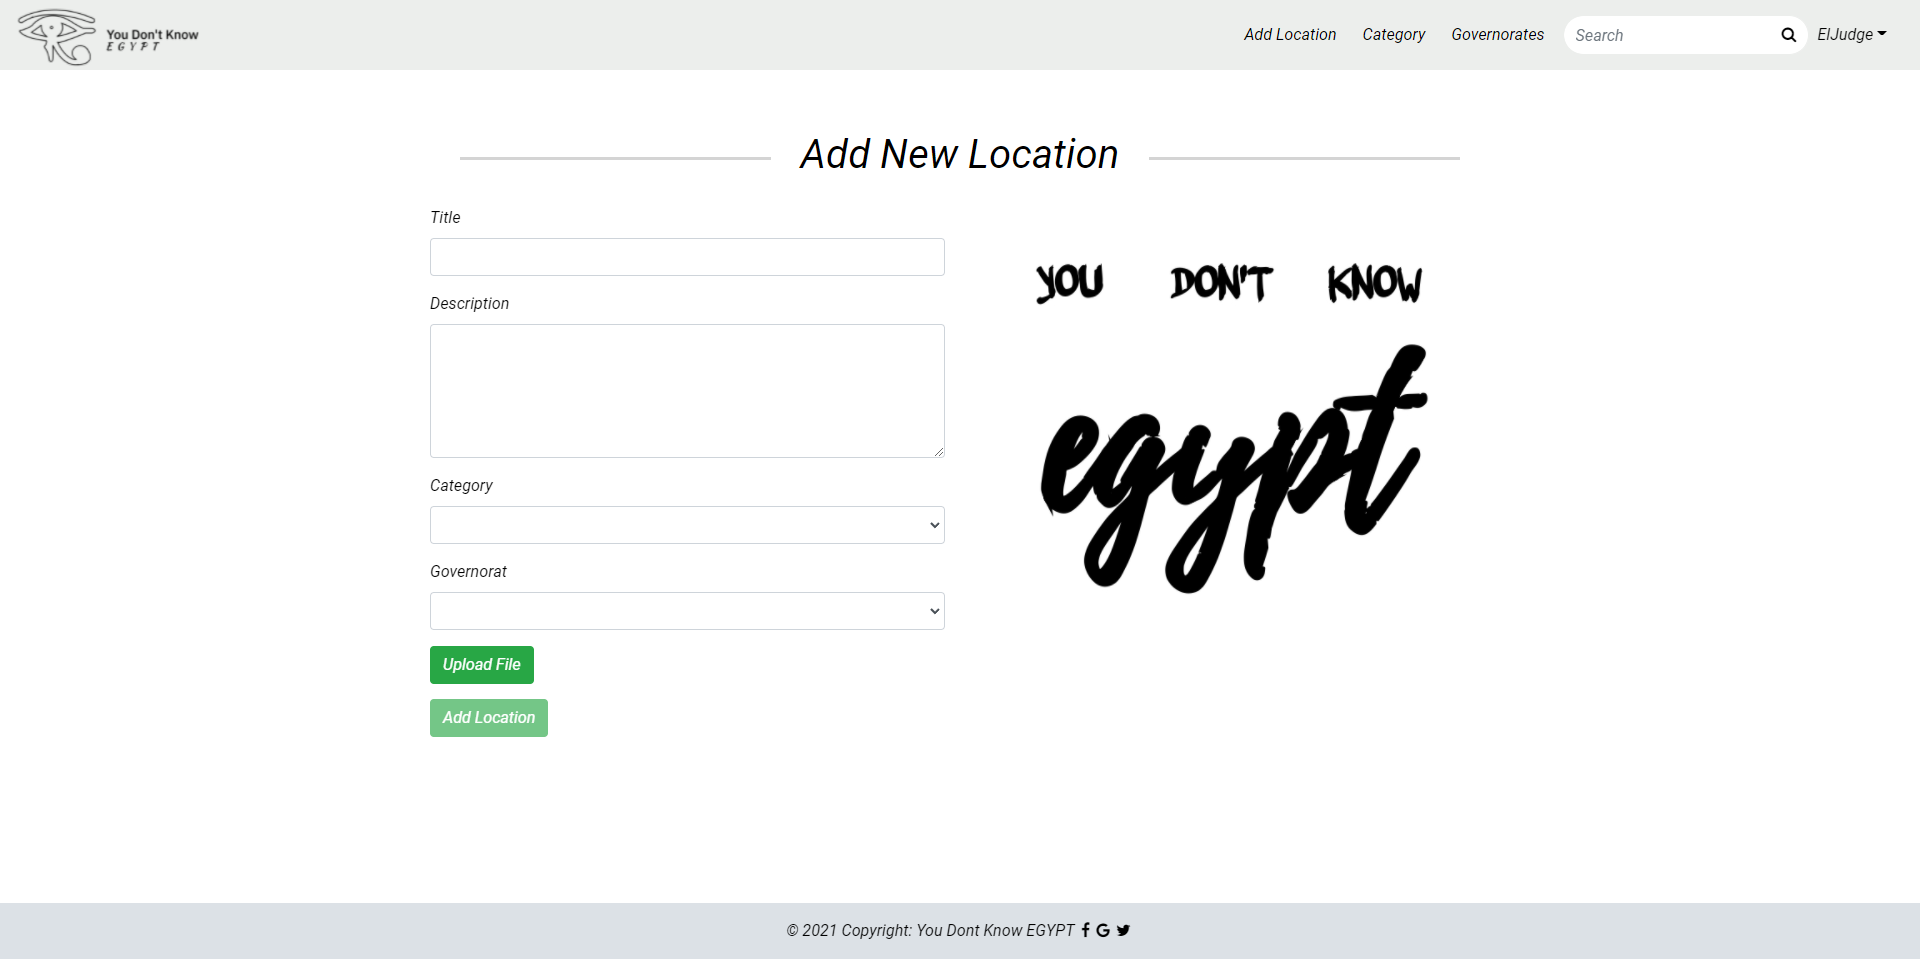 You Don't Know
EGYPT
Add Location Category Governorates Search ElJudge
Add New Location
Title
Description
Category
Governorat
Upload File
Add Location
YOU DON'T KNOW
egypt
© 2021 Copyright: You Dont Know EGYPT